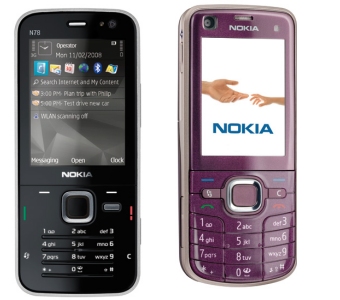 N78
Operator
Mon 11/02/2008
Search Internet and My Content
3:00 PM Plan trip with Philip
5:00 PM Test drive new car
WLAN scanning off
Messaging Open Clock
NOKIA
1 2 abc def 3
4 ghi 5 jkl mno 6
7 pqrs 8 tuv wxyz 9
* + 0 #
NOKIA
NOKIA
C
1 2 abc def 3
4 ghi 5 jkl mno 6
7 pqrs 8 tuv wxyz 9
* + 0 #